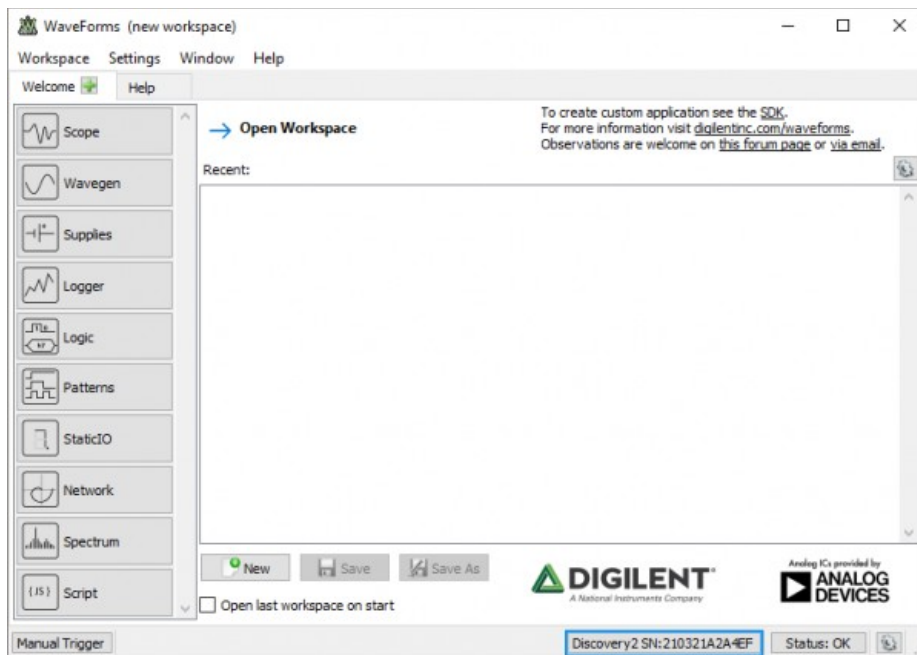 WaveForms (new workspace)
Workspace Settings Window Help
Welcome Help
Scope
Wavegen
Supplies
Logger
Logic
Patterns
StaticIO
Network
Spectrum
Script
Open Workspace
To create custom application see the SDK.
For more information visit digilentinc.com/waveforms.
Observations are welcome on this forum page or via email.
Recent:
New Save Save As
Open last workspace on start
DIGILENT
A National Instruments Company
Analog ICs provided by
ANALOG
DEVICES
Manual Trigger Discovery2 SN:210321A2A4EF Status: OK